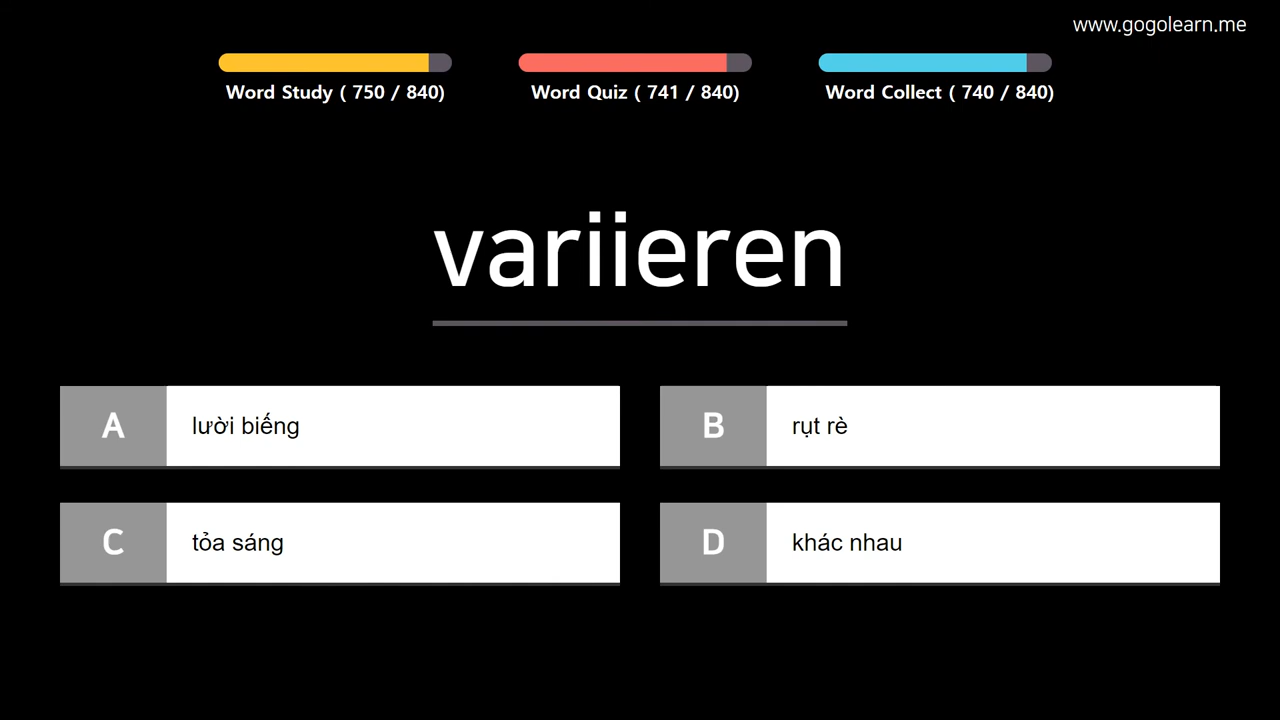 www.gogolearn.me
Word Study ( 750 / 840)
Word Quiz ( 741 / 840)
Word Collect ( 740 / 840)
variieren
A lười biếng
B rụt rè
C tỏa sáng
D khác nhau